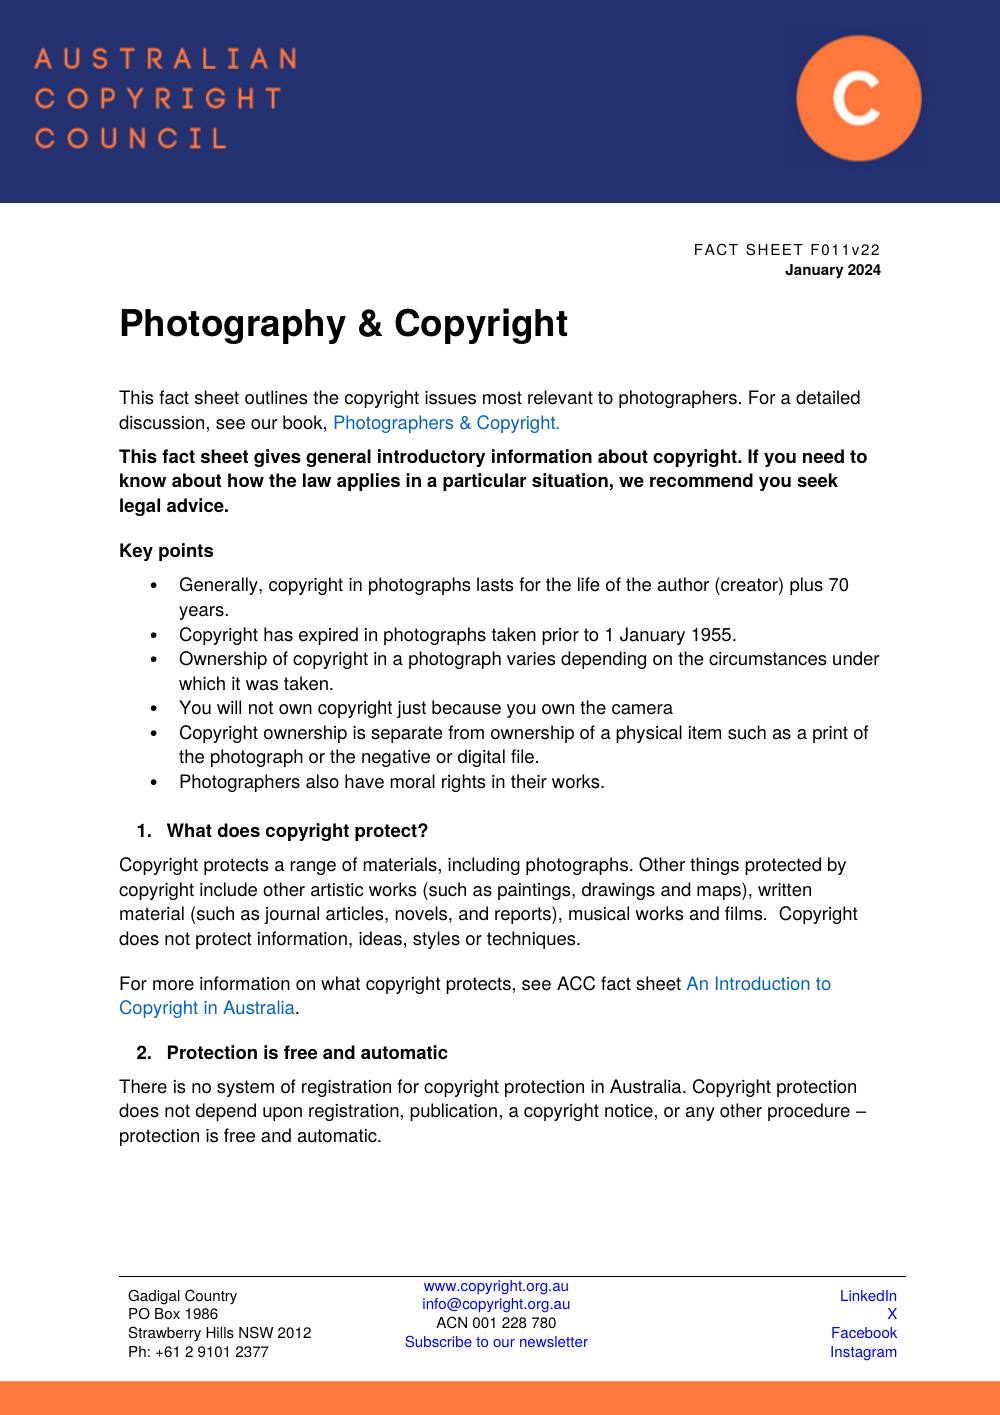 AUSTRALIAN
COPYRIGHT
COUNCIL
C
FACT SHEET F011v22
January 2024
Photography & Copyright
This fact sheet outlines the copyright issues most relevant to photographers. For a detailed
discussion, see our book, Photographers & Copyright.
This fact sheet gives general introductory information about copyright. If you need to
know about how the law applies in a particular situation, we recommend you seek
legal advice.
Key points
• Generally, copyright in photographs lasts for the life of the author (creator) plus 70
years.
• Copyright has expired in photographs taken prior to 1 January 1955.
• Ownership of copyright in a photograph varies depending on the circumstances under
which it was taken.
• You will not own copyright just because you own the camera
• Copyright ownership is separate from ownership of a physical item such as a print of
the photograph or the negative or digital file.
• Photographers also have moral rights in their works.
1. What does copyright protect?
Copyright protects a range of materials, including photographs. Other things protected by
copyright include other artistic works (such as paintings, drawings and maps), written
material (such as journal articles, novels, and reports), musical works and films.  Copyright
does not protect information, ideas, styles or techniques.
For more information on what copyright protects, see ACC fact sheet An Introduction to
Copyright in Australia.
2. Protection is free and automatic
There is no system of registration for copyright protection in Australia. Copyright protection
does not depend upon registration, publication, a copyright notice, or any other procedure –
protection is free and automatic.
Gadigal Country
PO Box 1986
Strawberry Hills NSW 2012
Ph: +61 2 9101 2377
www.copyright.org.au
info@copyright.org.au
ACN 001 228 780
Subscribe to our newsletter
LinkedIn
X
Facebook
Instagram